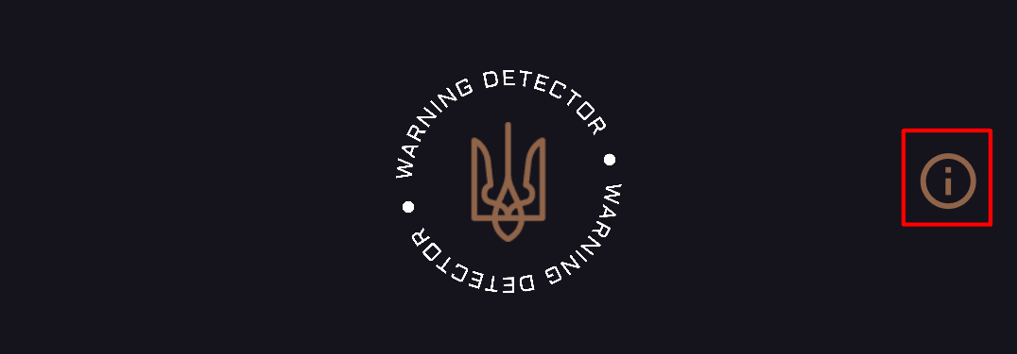 WARNING DETECTOR • WARNING DETECTOR •
i